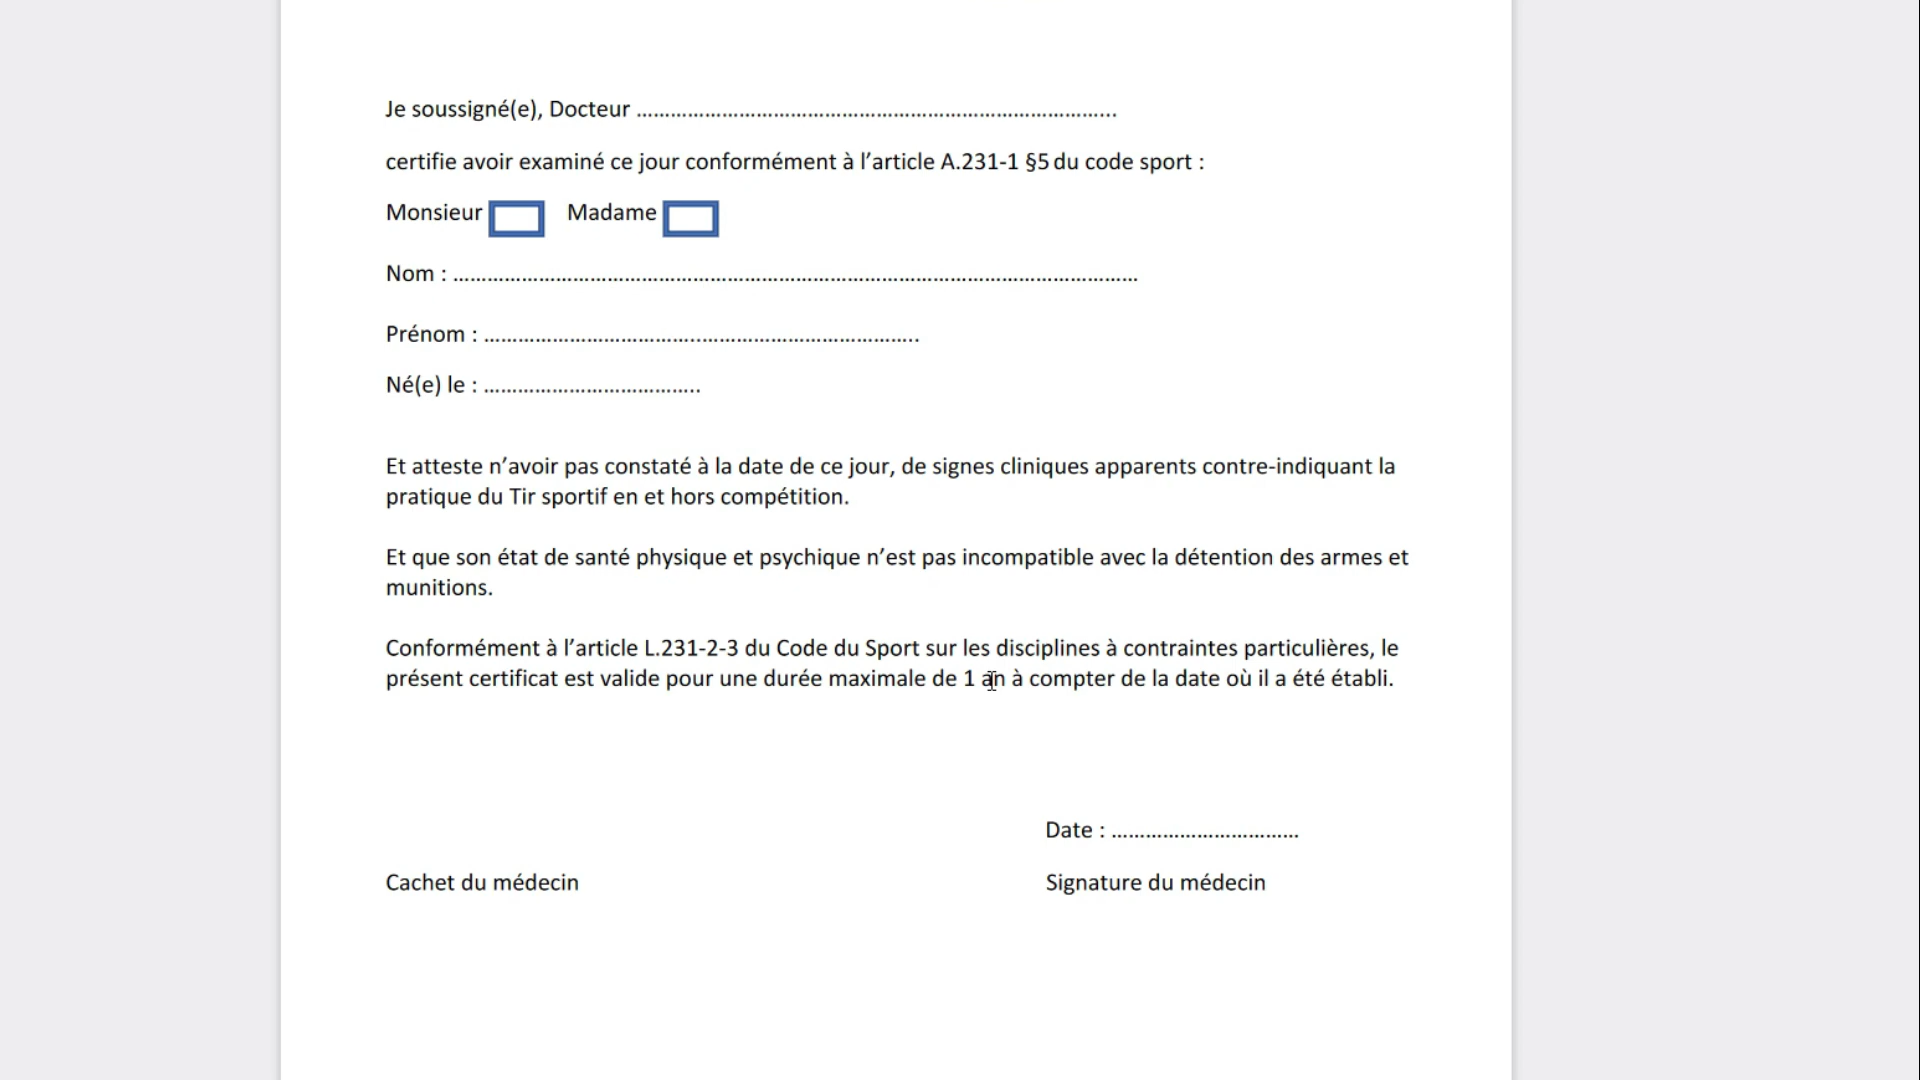 Je soussigné(e), Docteur ………………………………………………………………………...
certifie avoir examiné ce jour conformément à l’article A.231-1 §5 du code sport :
Monsieur Madame
Nom : …………………………………………………………………………………………………………
Prénom : ………………………………..………………………………..
Né(e) le : ………………………………..
Et atteste n’avoir pas constaté à la date de ce jour, de signes cliniques apparents contre-indiquant la
pratique du Tir sportif en et hors compétition.
Et que son état de santé physique et psychique n’est pas incompatible avec la détention des armes et
munitions.
Conformément à l’article L.231-2-3 du Code du Sport sur les disciplines à contraintes particulières, le
présent certificat est valide pour une durée maximale de 1 an à compter de la date où il a été établi.
Date : ……………………………
Cachet du médecin Signature du médecin